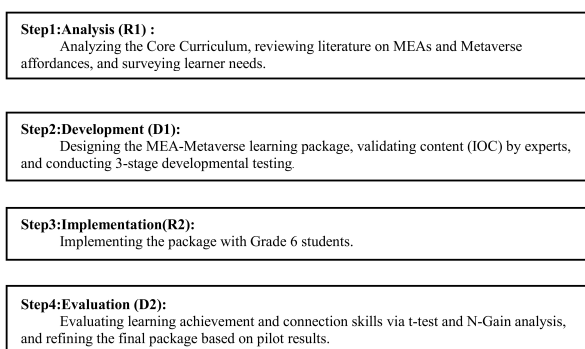 Step1:Analysis (R1) :
Analyzing the Core Curriculum, reviewing literature on MEAs and Metaverse
affordances, and surveying learner needs.
Step2:Development (D1):
Designing the MEA-Metaverse learning package, validating content (IOC) by experts,
and conducting 3-stage developmental testing.
Step3:Implementation(R2):
Implementing the package with Grade 6 students.
Step4:Evaluation (D2):
Evaluating learning achievement and connection skills via t-test and N-Gain analysis,
and refining the final package based on pilot results.